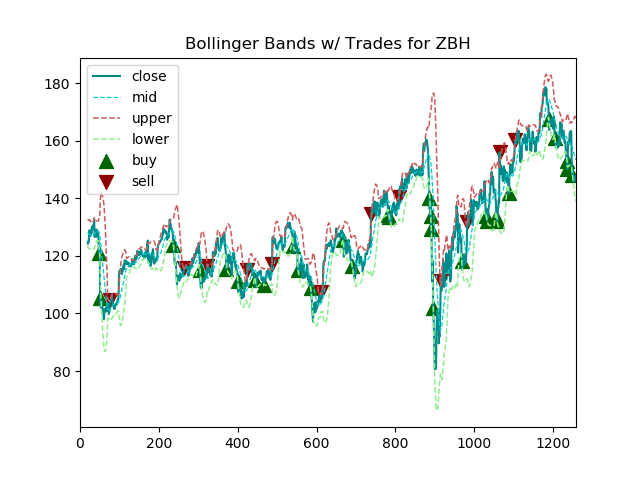 Bollinger Bands w/ Trades for ZBH
close
mid
upper
lower
buy
sell
180
160
140
120
100
80
0 200 400 600 800 1000 1200